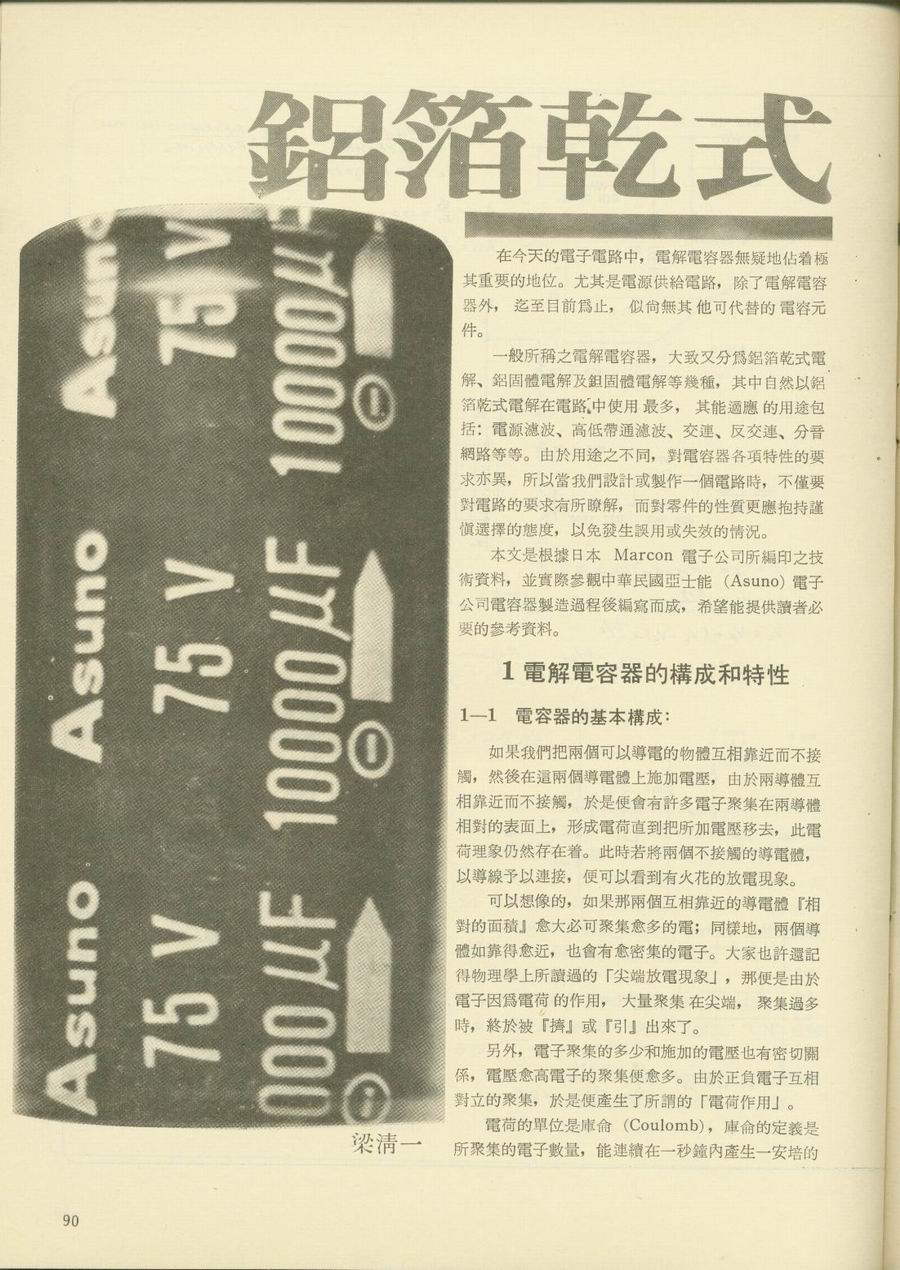 鋁箔乾式
Asuno
75 V
10000 μF
Asuno
75 V
10000 μF
Asuno
75 V
000 μF
梁清一
在今天的電子電路中，電解電容器無疑地佔着極
其重要的地位。尤其是電源供給電路，除了電解電容
器外，迄至目前爲止，似尙無其他可代替的電容元
件。
一般所稱之電解電容器，大致又分爲鋁箔乾式電
解、鋁固體電解及鉭固體電解等幾種，其中自然以鋁
箔乾式電解在電路中使用最多，其能適應的用途包
括：電源濾波、高低帶通濾波、交連、反交連、分音
網路等等。由於用途之不同，對電容器各項特性的要
求亦異，所以當我們設計或製作一個電路時，不僅要
對電路的要求有所瞭解，而對零件的性質更應抱持謹
愼選擇的態度，以免發生誤用或失效的情況。
本文是根據日本 Marcon 電子公司所編印之技
術資料，並實際參觀中華民國亞士能（Asuno）電子
公司電容器製造過程後編寫而成，希望能提供讀者必
要的參考資料。
1 電解電容器的構成和特性
1—1 電容器的基本構成：
如果我們把兩個可以導電的物體互相靠近而不接
觸，然後在這兩個導電體上施加電壓，由於兩導體互
相靠近而不接觸，於是便會有許多電子聚集在兩導體
相對的表面上，形成電荷直到把所加電壓移去，此電
荷理象仍然存在着。此時若將兩個不接觸的導電體，
以導線予以連接，便可以看到有火花的放電現象。
可以想像的，如果那兩個互相靠近的導電體『相
對的面積』愈大必可聚集愈多的電；同樣地，兩個導
體如靠得愈近，也會有愈密集的電子。大家也許還記
得物理學上所讀過的「尖端放電現象」，那便是由於
電子因爲電荷的作用，大量聚集在尖端，聚集過多
時，終於被『擠』或『引』出來了。
另外，電子聚集的多少和施加的電壓也有密切關
係，電壓愈高電子的聚集便愈多。由於正負電子互相
對立的聚集，於是便產生了所謂的「電荷作用」。
電荷的單位是庫侖（Coulomb），庫侖的定義是
所聚集的電子數量，能連續在一秒鐘內產生一安培的
90